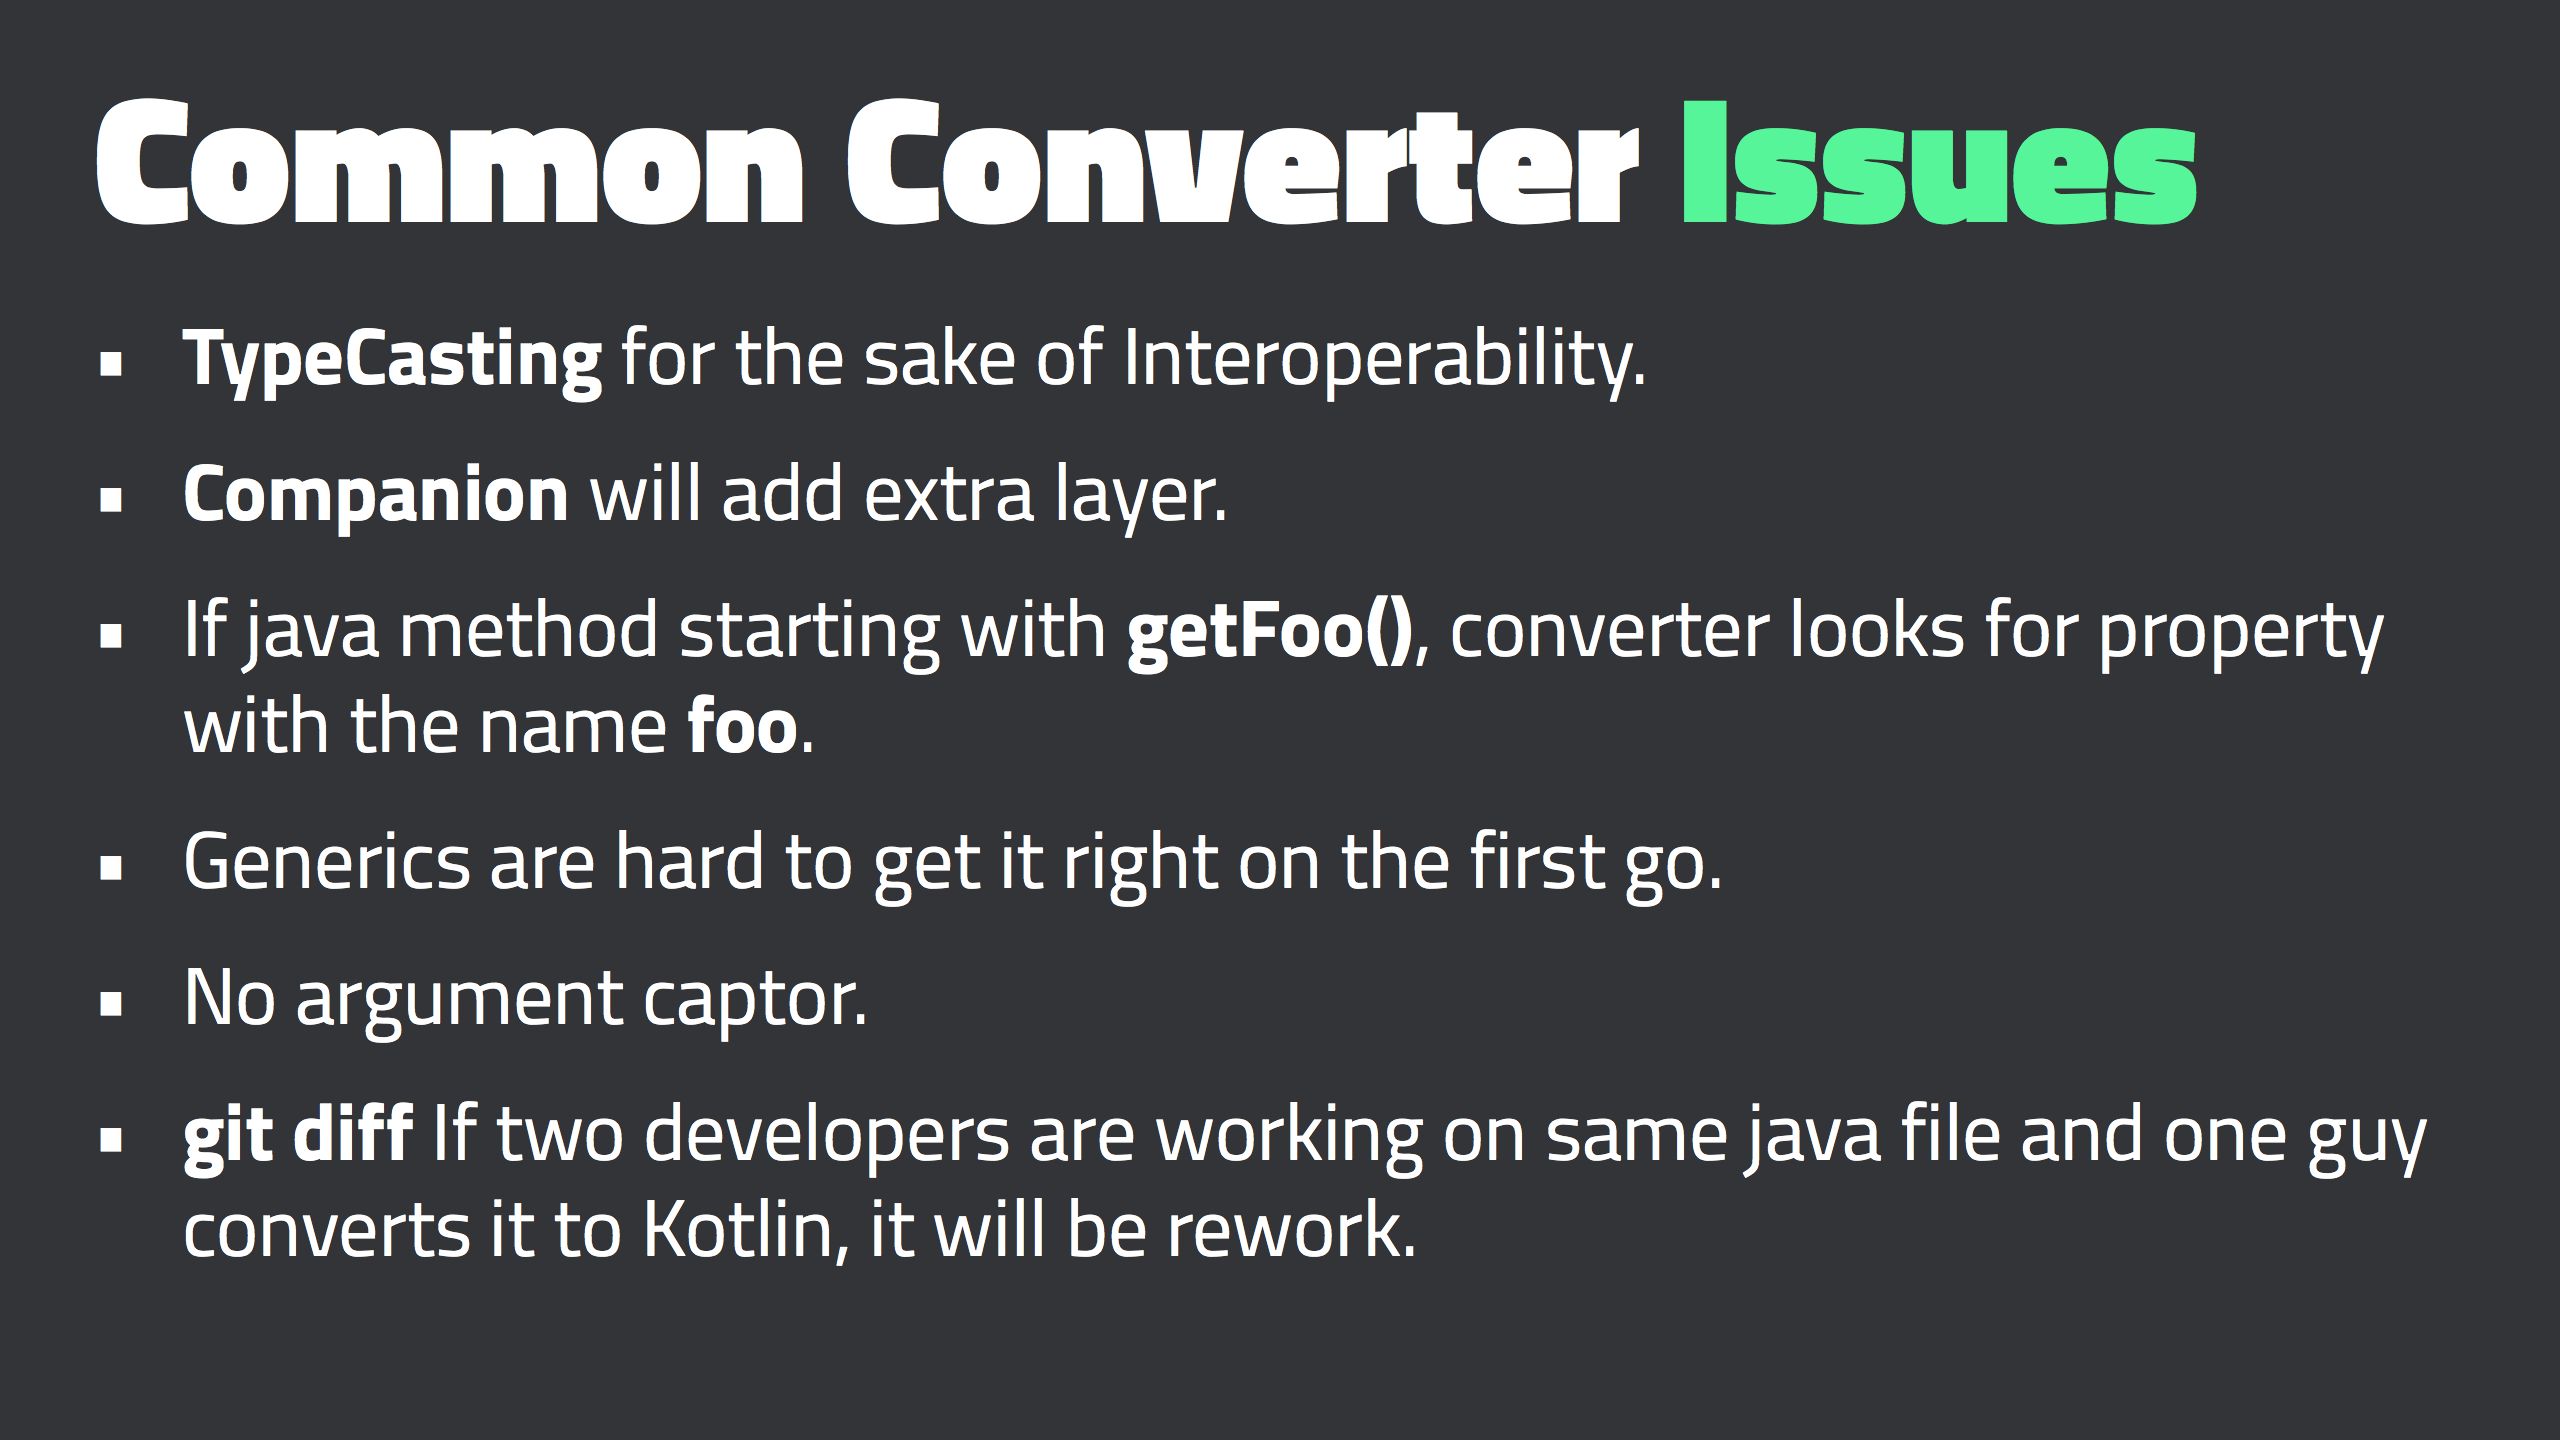 Common Converter Issues
▪ TypeCasting for the sake of Interoperability.
▪ Companion will add extra layer.
▪ If java method starting with getFoo(), converter looks for property
with the name foo.
▪ Generics are hard to get it right on the first go.
▪ No argument captor.
▪ git diff If two developers are working on same java file and one guy
converts it to Kotlin, it will be rework.